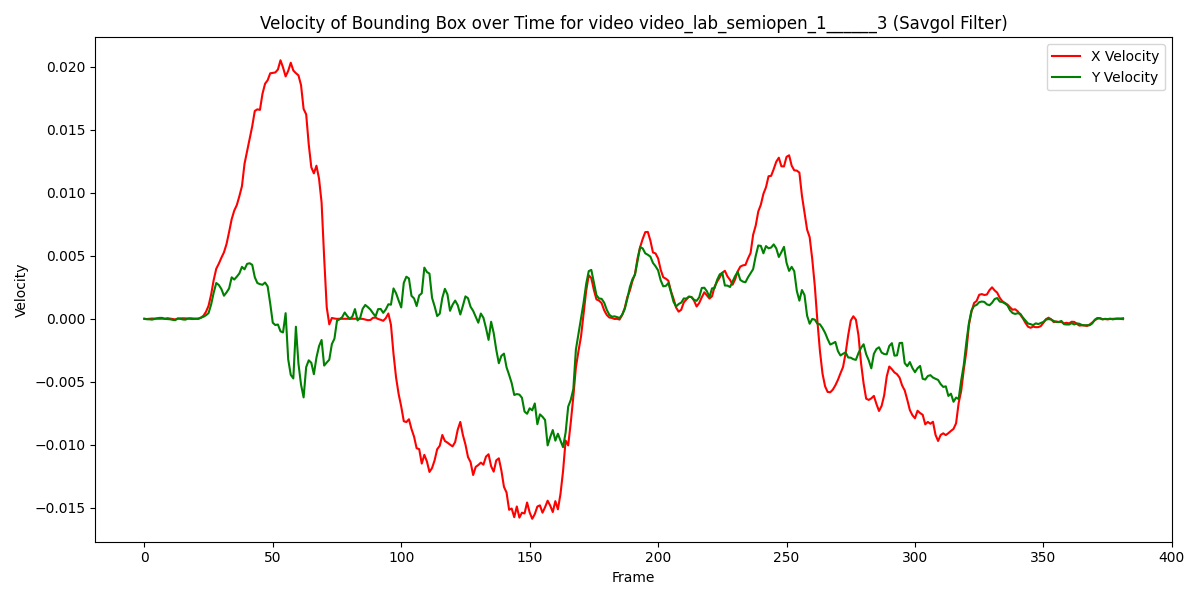 Velocity of Bounding Box over Time for video video_lab_semiopen_1______3 (Savgol Filter)
X Velocity
Y Velocity
0.020
0.015
0.010
0.005
0.000
−0.005
−0.010
−0.015
Velocity
0 50 100 150 200 250 300 350 400
Frame